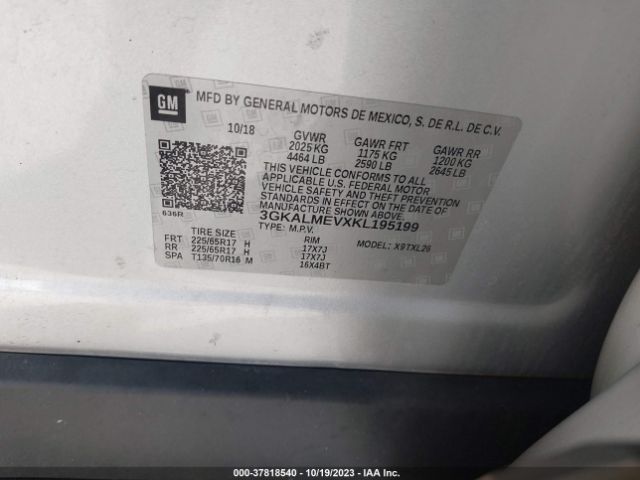 GM
MFD BY GENERAL MOTORS DE MEXICO, S. DE R.L. DE C.V.
10/18 GVWR GAWR FRT GAWR RR
2025 KG 1175 KG 1200 KG
4464 LB 2590 LB 2645 LB
THIS VEHICLE CONFORMS TO ALL
APPLICABLE U.S. FEDERAL MOTOR
VEHICLE SAFETY AND THEFT PREVENTION
STANDARDS IN EFFECT ON THE DATE OF
MANUFACTURE SHOWN ABOVE.
636R
3GKALMEVXKL195199
TYPE: M.P.V. MODEL: X9TXL26
TIRE SIZE RIM
FRT 225/65R17 H 17X7J
RR 225/65R17 H 17X7J
SPA T135/70R16 M 16X4BT
000-37818540 - 10/19/2023 - IAA Inc.